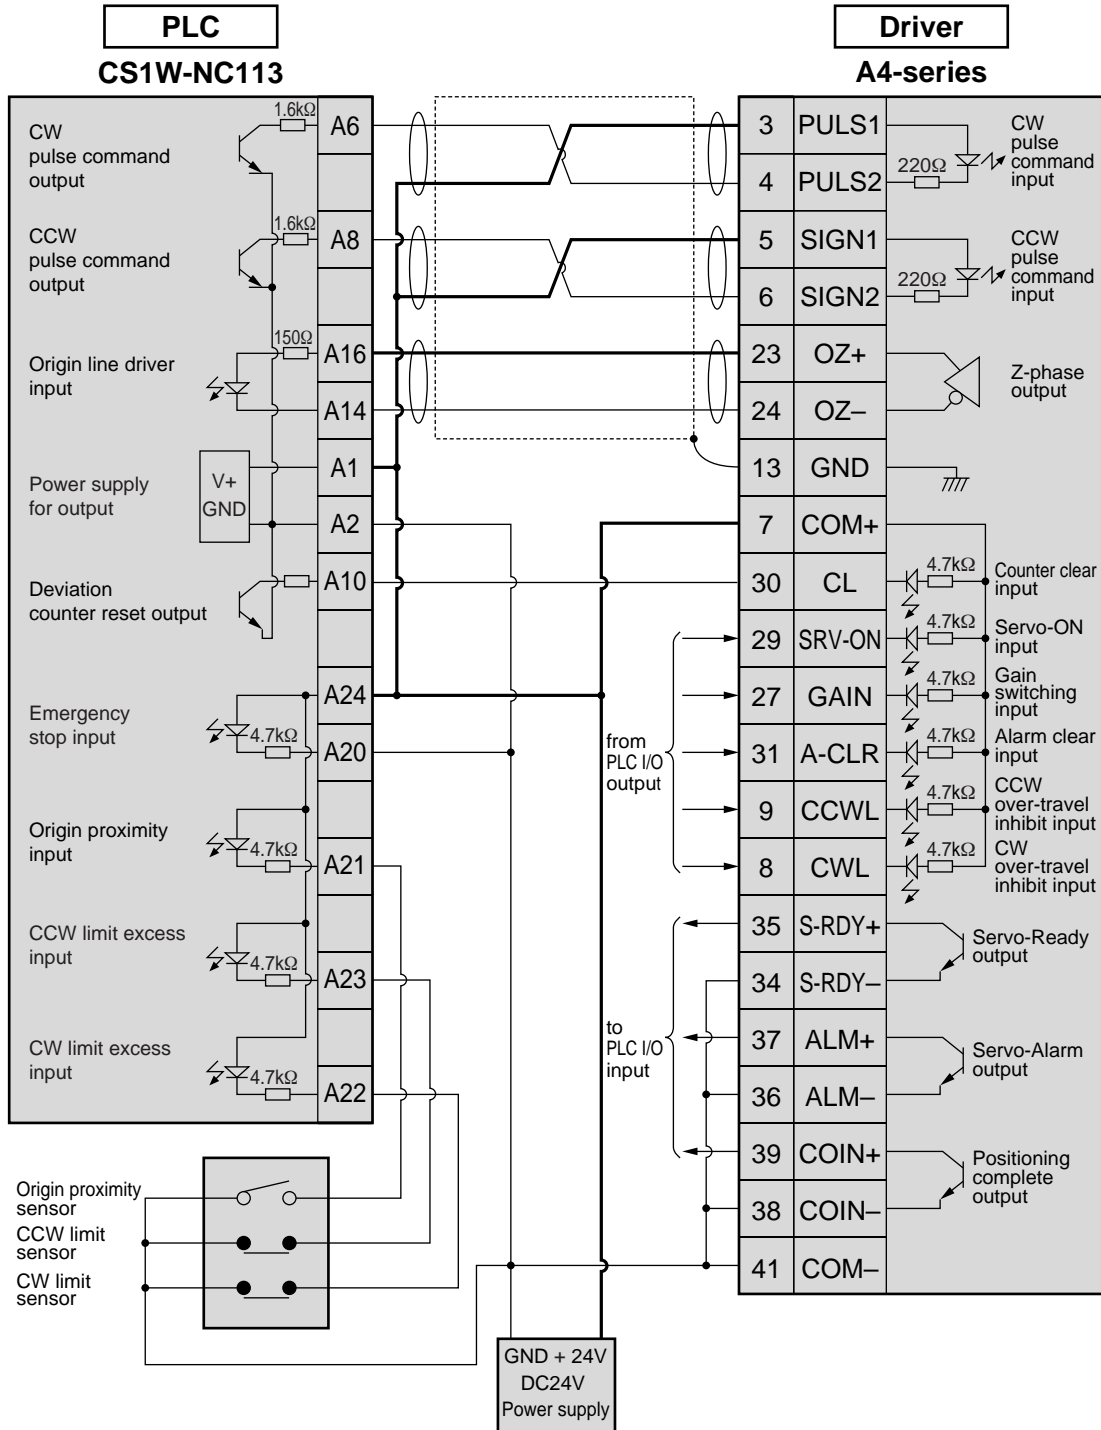 PLC
CS1W-NC113
Driver
A4-series
CW
pulse command
output
1.6kΩ
A6
CCW
pulse command
output
1.6kΩ
A8
Origin line driver
input
150Ω
A16
A14
Power supply
for output
V+
GND
A1
A2
Deviation
counter reset output
A10
Emergency
stop input
A24
4.7kΩ
A20
Origin proximity
input
4.7kΩ
A21
CCW limit excess
input
4.7kΩ
A23
CW limit excess
input
4.7kΩ
A22
Origin proximity
sensor
CCW limit
sensor
CW limit
sensor
GND + 24V
DC24V
Power supply
from
PLC I/O
output
to
PLC I/O
input
3 PULS1
4 PULS2
220Ω
CW
pulse
command
input
5 SIGN1
6 SIGN2
220Ω
CCW
pulse
command
input
23 OZ+
24 OZ–
Z-phase
output
13 GND
7 COM+
30 CL
4.7kΩ
Counter clear
input
29 SRV-ON
4.7kΩ
Servo-ON
input
27 GAIN
4.7kΩ
Gain
switching
input
31 A-CLR
4.7kΩ
Alarm clear
input
9 CCWL
4.7kΩ
CCW
over-travel
inhibit input
8 CWL
4.7kΩ
CW
over-travel
inhibit input
35 S-RDY+
34 S-RDY–
Servo-Ready
output
37 ALM+
36 ALM–
Servo-Alarm
output
39 COIN+
38 COIN–
Positioning
complete
output
41 COM–